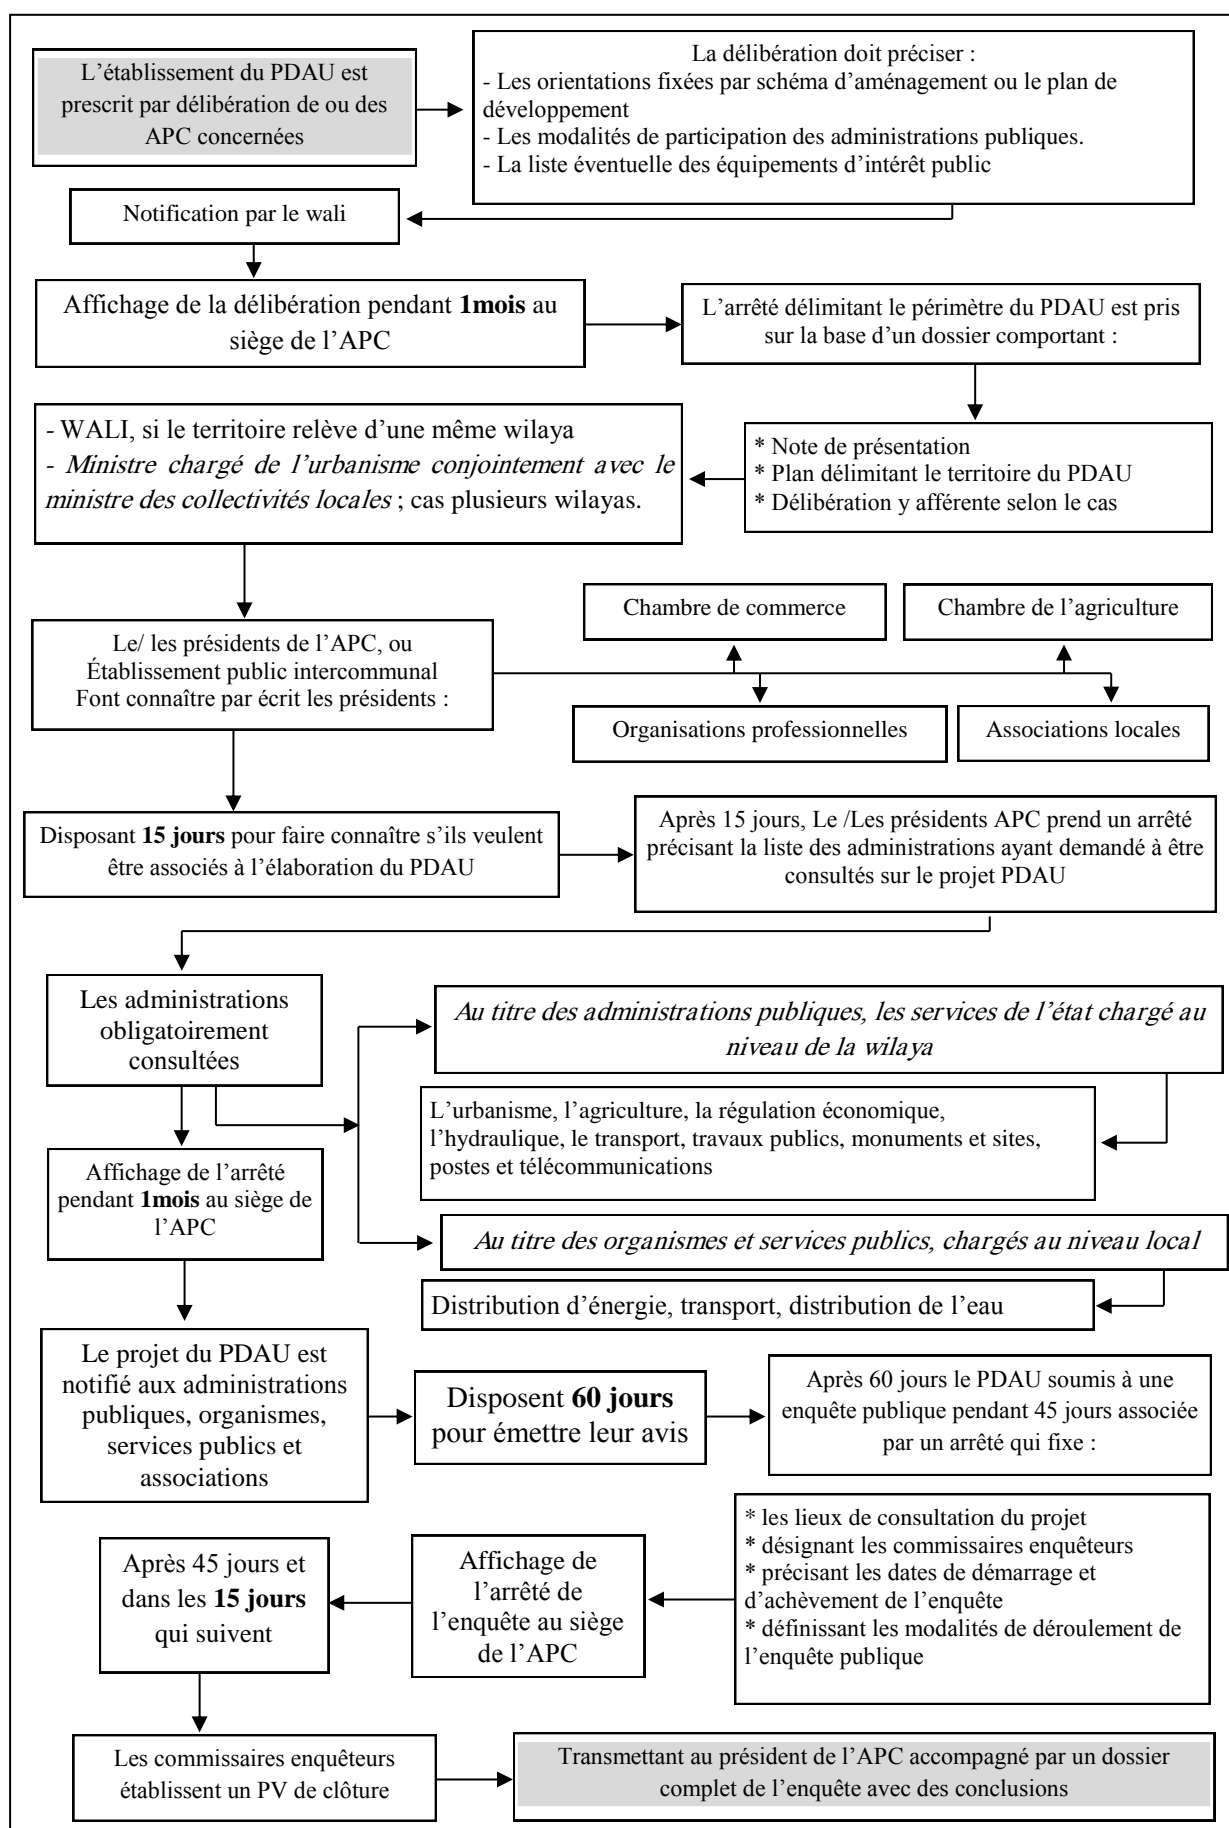 L’établissement du PDAU est
prescrit par délibération de ou des
APC concernées
La délibération doit préciser :
- Les orientations fixées par schéma d’aménagement ou le plan de
développement
- Les modalités de participation des administrations publiques.
- La liste éventuelle des équipements d’intérêt public
Notification par le wali
Affichage de la délibération pendant 1mois au
siège de l’APC
L’arrêté délimitant le périmètre du PDAU est pris
sur la base d’un dossier comportant :
* Note de présentation
* Plan délimitant le territoire du PDAU
* Délibération y afférente selon le cas
- WALI, si le territoire relève d’une même wilaya
- Ministre chargé de l’urbanisme conjointement avec le
ministre des collectivités locales ; cas plusieurs wilayas.
Le/ les présidents de l’APC, ou
Établissement public intercommunal
Font connaître par écrit les présidents :
Chambre de commerce
Chambre de l’agriculture
Organisations professionnelles
Associations locales
Disposant 15 jours pour faire connaître s’ils veulent
être associés à l’élaboration du PDAU
Après 15 jours, Le /Les présidents APC prend un arrêté
précisant la liste des administrations ayant demandé à être
consultés sur le projet PDAU
Les administrations
obligatoirement
consultées
Au titre des administrations publiques, les services de l’état chargé au
niveau de la wilaya
L’urbanisme, l’agriculture, la régulation économique,
l’hydraulique, le transport, travaux publics, monuments et sites,
postes et télécommunications
Affichage de l’arrêté
pendant 1mois au siège de
l’APC
Au titre des organismes et services publics, chargés au niveau local
Distribution d’énergie, transport, distribution de l’eau
Le projet du PDAU est
notifié aux administrations
publiques, organismes,
services publics et
associations
Disposent 60 jours
pour émettre leur avis
Après 60 jours le PDAU soumis à une
enquête publique pendant 45 jours associée
par un arrêté qui fixe :
* les lieux de consultation du projet
* désignant les commissaires enquêteurs
* précisant les dates de démarrage et
d’achèvement de l’enquête
* définissant les modalités de déroulement de
l’enquête publique
Affichage de
l’arrêté de
l’enquête au siège
de l’APC
Après 45 jours et
dans les 15 jours
qui suivent
Les commissaires enquêteurs
établissent un PV de clôture
Transmettant au président de l’APC accompagné par un dossier
complet de l’enquête avec des conclusions